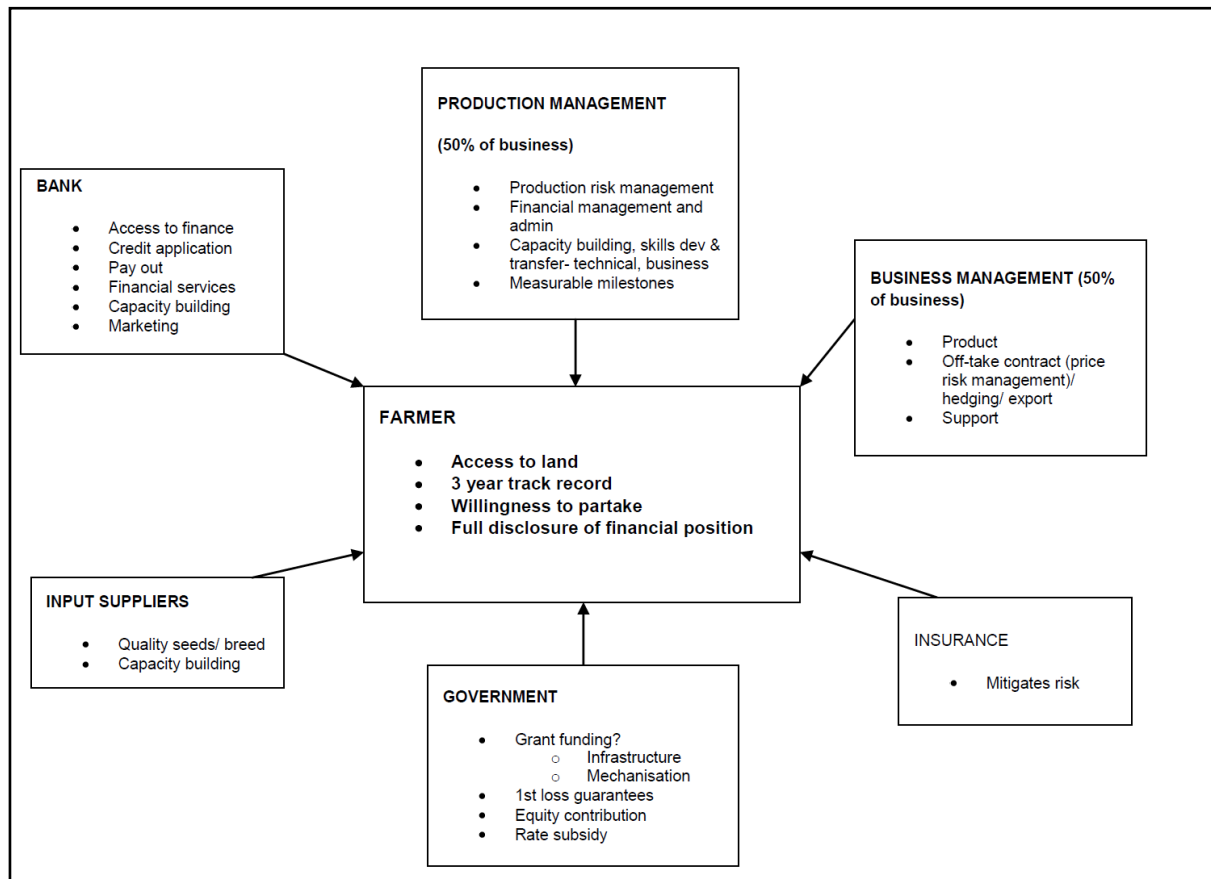 PRODUCTION MANAGEMENT
(50% of business)
• Production risk management
• Financial management and
admin
• Capacity building, skills dev &
transfer- technical, business
• Measurable milestones
BANK
• Access to finance
• Credit application
• Pay out
• Financial services
• Capacity building
• Marketing
BUSINESS MANAGEMENT (50%
of business)
• Product
• Off-take contract (price
risk management)/
hedging/ export
• Support
FARMER
• Access to land
• 3 year track record
• Willingness to partake
• Full disclosure of financial position
INPUT SUPPLIERS
• Quality seeds/ breed
• Capacity building
INSURANCE
• Mitigates risk
GOVERNMENT
• Grant funding?
o Infrastructure
o Mechanisation
• 1st loss guarantees
• Equity contribution
• Rate subsidy